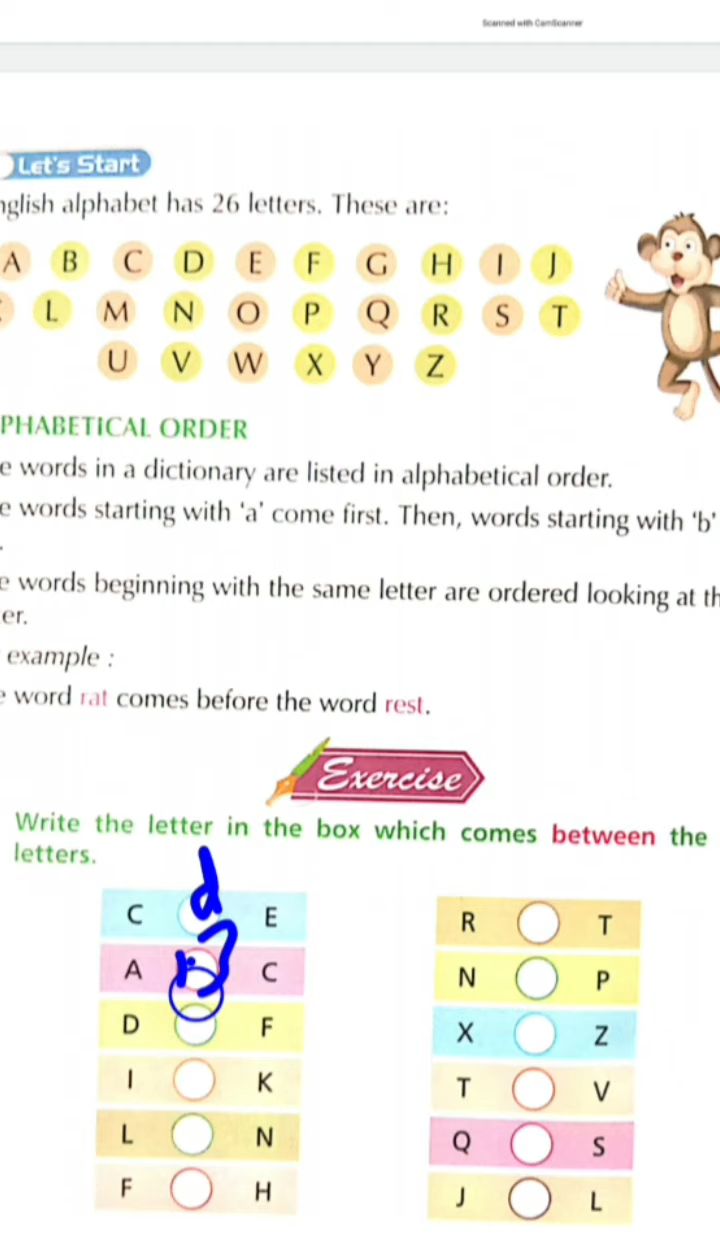 Scanned with CamScanner
Let's Start
nglish alphabet has 26 letters. These are:
A B C D E F G H I J
L M N O P Q R S T
U V W X Y Z
PHABETICAL ORDER
e words in a dictionary are listed in alphabetical order.
e words starting with 'a' come first. Then, words starting with 'b'
.
e words beginning with the same letter are ordered looking at th
er.
example :
e word rat comes before the word rest.
Exercise
Write the letter in the box which comes between the
letters.
C d E
A C
D F
I K
L N
F H
R T
N P
X Z
T V
Q S
J L